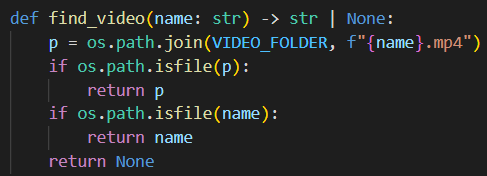 def find_video(name: str) -> str | None:
    p = os.path.join(VIDEO_FOLDER, f"{name}.mp4")
    if os.path.isfile(p):
        return p
    if os.path.isfile(name):
        return name
    return None